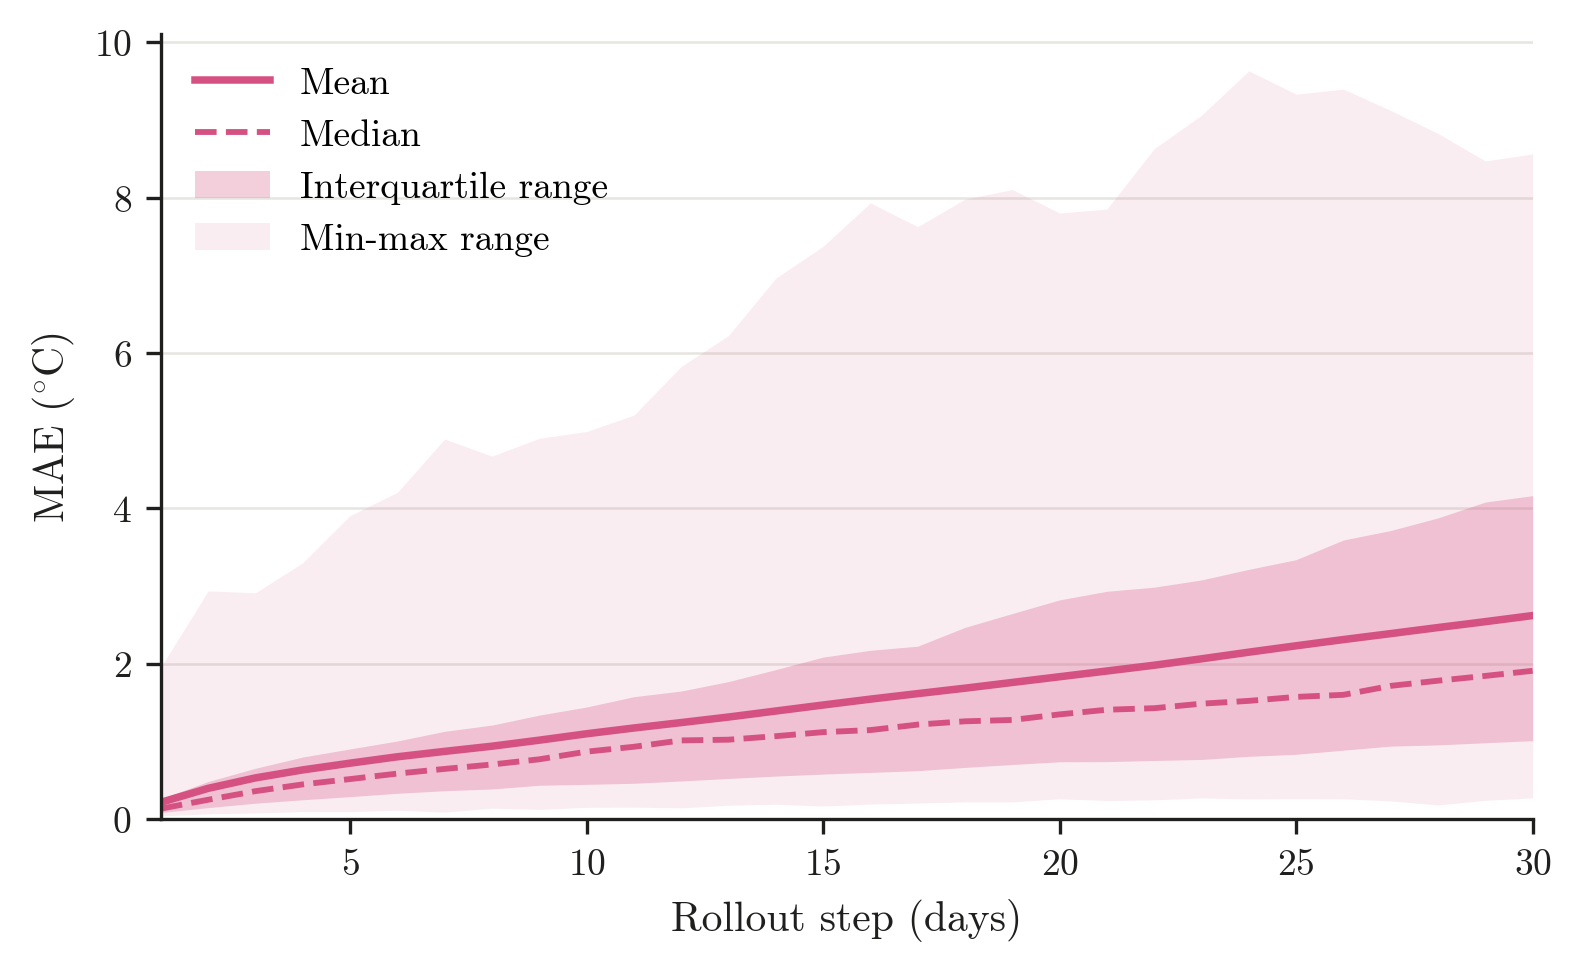 10
8
6
4
2
0
MAE (°C)
Mean
Median
Interquartile range
Min-max range
5 10 15 20 25 30
Rollout step (days)